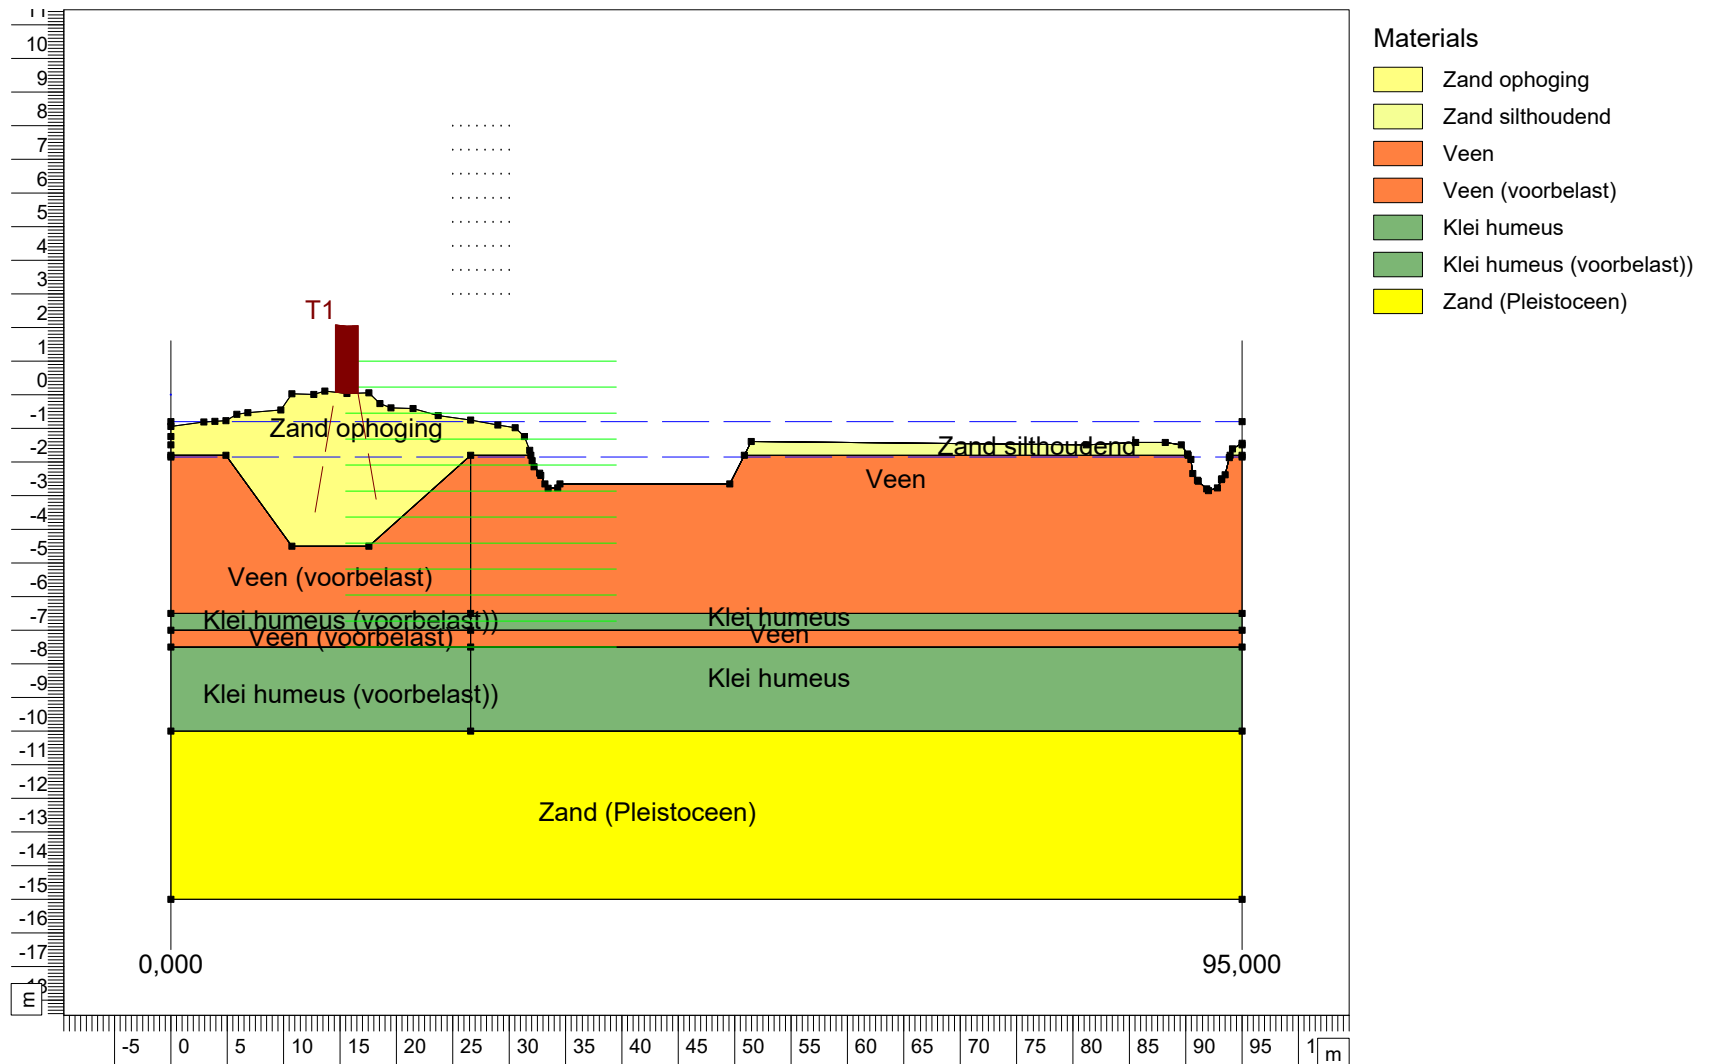 Materials
Zand ophoging
Zand silthoudend
Veen
Veen (voorbelast)
Klei humeus
Klei humeus (voorbelast))
Zand (Pleistoceen)
11
10
9
8
7
6
5
4
3
2
1
0
-1
-2
-3
-4
-5
-6
-7
-8
-9
-10
-11
-12
-13
-14
-15
-16
-17
-18
m
T1
Zand ophoging
Zand silthoudend
Veen
Veen (voorbelast)
Klei humeus (voorbelast))
Klei humeus
Veen (voorbelast)
Veen
Klei humeus (voorbelast))
Klei humeus
Zand (Pleistoceen)
0,000
95,000
-5 0 5 10 15 20 25 30 35 40 45 50 55 60 65 70 75 80 85 90 95 1
m